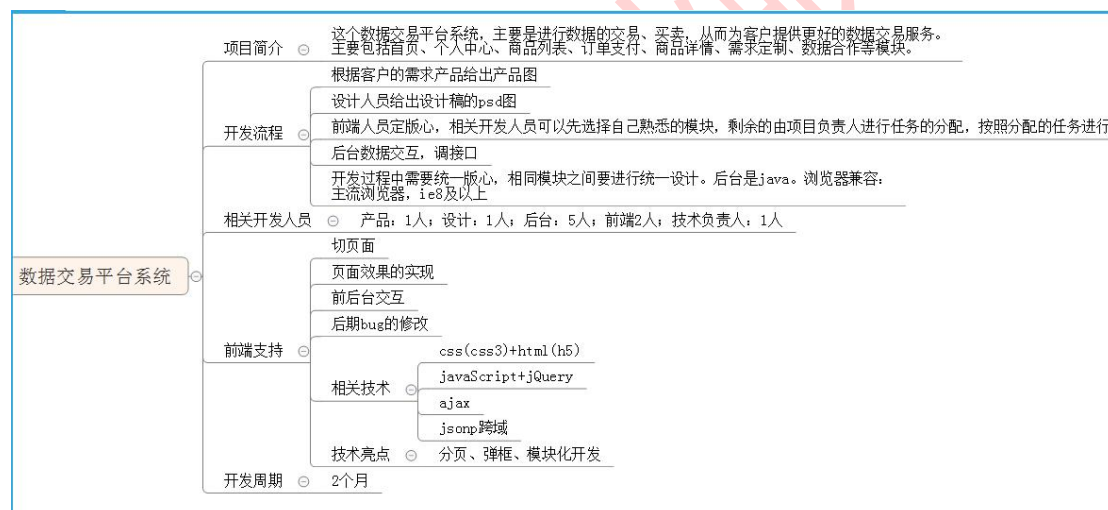 项目简介
这个数据交易平台系统，主要是进行数据的交易、买卖，从而为客户提供更好的数据交易服务。
主要包括首页、个人中心、商品列表、订单支付、商品详情、需求定制、数据合作等模块。
根据客户的需求产品给出产品图
设计人员给出设计稿的psd图
开发流程
前端人员定版心，相关开发人员可以先选择自己熟悉的模块，剩余的由项目负责人进行任务的分配，按照分配的任务进行
后台数据交互，调接口
开发过程中需要统一版心，相同模块之间要进行统一设计。后台是java。浏览器兼容：
主流浏览器，ie8及以上
相关开发人员
产品：1人；设计：1人；后台：5人；前端2人；技术负责人：1人
数据交易平台系统
切页面
页面效果的实现
前后台交互
后期bug的修改
前端支持
相关技术
css(css3)+html(h5)
javaScript+jQuery
ajax
jsonp跨域
技术亮点
分页、弹框、模块化开发
开发周期
2个月